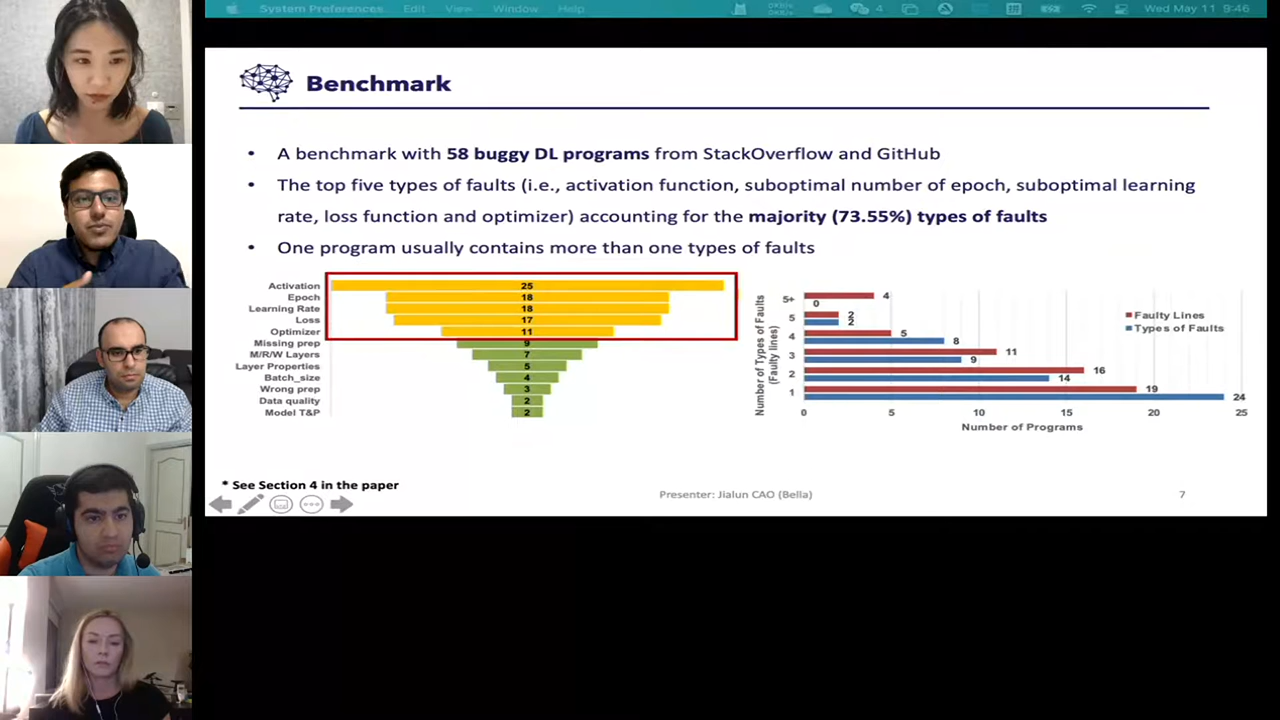 System Preferences Edit View Window Help
4
Wed May 11 9:46
Benchmark
• A benchmark with 58 buggy DL programs from StackOverflow and GitHub
• The top five types of faults (i.e., activation function, suboptimal number of epoch, suboptimal learning
rate, loss function and optimizer) accounting for the majority (73.55%) types of faults
• One program usually contains more than one types of faults
Activation 25
Epoch 18
Learning Rate 18
Loss 17
Optimizer 11
Missing prep 9
M/R/W Layers 7
Layer Properties 5
Batch_size 4
Wrong prep 3
Data quality 2
Model T&P 2
Number of Types of Faults
(Faulty lines)
5+ 4
0
5 2
2
4 5
8
3 11
9
2 16
14
1 19
24
Faulty Lines
Types of Faults
0 5 10 15 20 25
Number of Programs
* See Section 4 in the paper
Presenter: Jialun CAO (Bella)
7